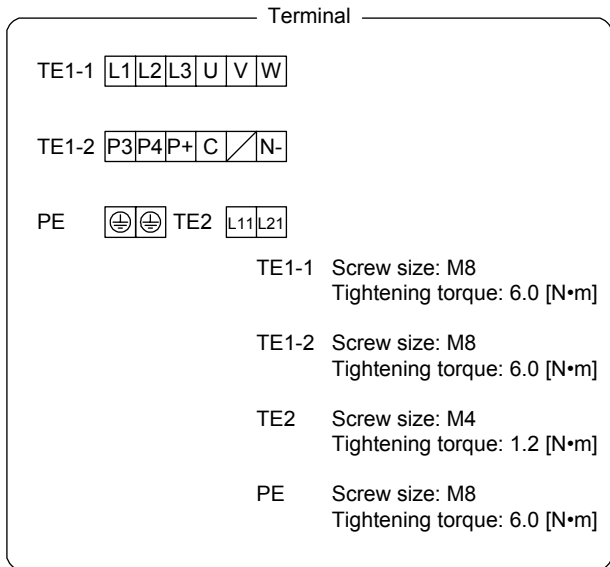 Terminal
TE1-1 L1 L2 L3 U V W
TE1-2 P3 P4 P+ C N-
PE TE2 L11 L21
TE1-1 Screw size: M8
Tightening torque: 6.0 [N•m]
TE1-2 Screw size: M8
Tightening torque: 6.0 [N•m]
TE2 Screw size: M4
Tightening torque: 1.2 [N•m]
PE Screw size: M8
Tightening torque: 6.0 [N•m]